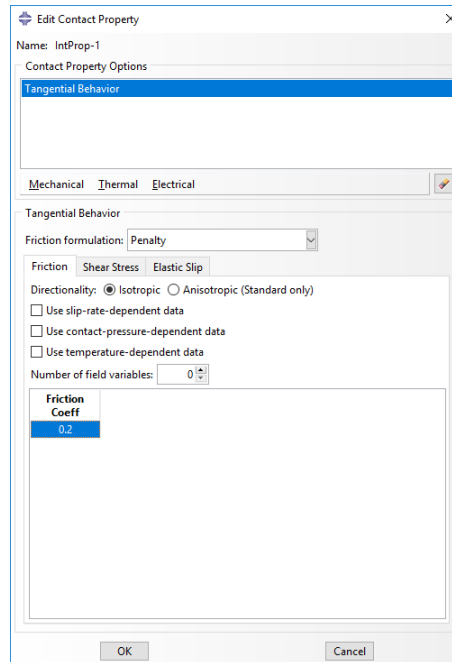 Edit Contact Property
Name: IntProp-1
Contact Property Options
Tangential Behavior
Mechanical Thermal Electrical
Tangential Behavior
Friction formulation: Penalty
Friction Shear Stress Elastic Slip
Directionality: Isotropic Anisotropic (Standard only)
Use slip-rate-dependent data
Use contact-pressure-dependent data
Use temperature-dependent data
Number of field variables: 0
Friction
Coeff
0.2
OK Cancel